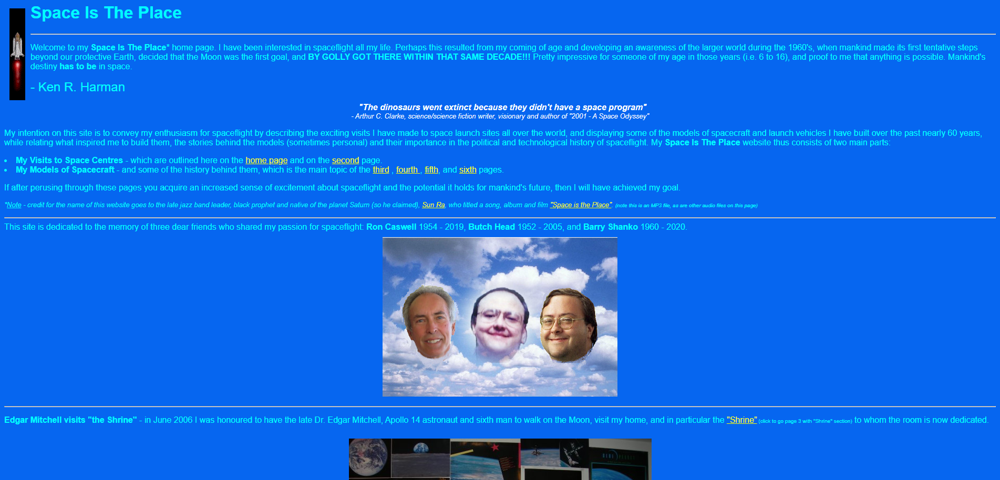 Space Is The Place
Welcome to my Space Is The Place* home page. I have been interested in spaceflight all my life. Perhaps this resulted from my coming of age and developing an awareness of the larger world during the 1960's, when mankind made its first tentative steps
beyond our protective Earth, decided that the Moon was the first goal, and BY GOLLY GOT THERE WITHIN THAT SAME DECADE!!! Pretty impressive for someone of my age in those years (i.e. 6 to 16), and proof to me that anything is possible. Mankind's
destiny has to be in space.
- Ken R. Harman
"The dinosaurs went extinct because they didn't have a space program"
- Arthur C. Clarke, science/science fiction writer, visionary and author of "2001 - A Space Odyssey"
My intention on this site is to convey my enthusiasm for spaceflight by describing the exciting visits I have made to space launch sites all over the world, and displaying some of the models of spacecraft and launch vehicles I have built over the past nearly 60 years,
while relating what inspired me to build them, the stories behind the models (sometimes personal) and their importance in the political and technological history of spaceflight. My Space Is The Place website thus consists of two main parts:
• My Visits to Space Centres - which are outlined here on the home page and on the second page.
• My Models of Spacecraft - and some of the history behind them, which is the main topic of the third , fourth , fifth, and sixth pages.
If after perusing through these pages you acquire an increased sense of excitement about spaceflight and the potential it holds for mankind's future, then I will have achieved my goal.
*Note - credit for the name of this website goes to the late jazz band leader, black prophet and native of the planet Saturn (so he claimed), Sun Ra, who titled a song, album and film "Space is the Place". (note this is an MP3 file, as are other audio files on this page)
This site is dedicated to the memory of three dear friends who shared my passion for spaceflight: Ron Caswell 1954 - 2019, Butch Head 1952 - 2005, and Barry Shanko 1960 - 2020.
Edgar Mitchell visits "the Shrine" - in June 2006 I was honoured to have the late Dr. Edgar Mitchell, Apollo 14 astronaut and sixth man to walk on the Moon, visit my home, and in particular the "Shrine" (click to go page 3 with "Shrine" section) to whom the room is now dedicated.
BLUE PLANET